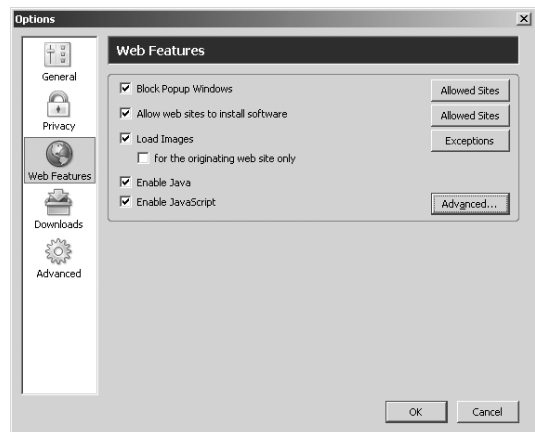 Options
General
Privacy
Web Features
Downloads
Advanced
Web Features
Block Popup Windows
Allowed Sites
Allow web sites to install software
Allowed Sites
Load Images
Exceptions
for the originating web site only
Enable Java
Enable JavaScript
Advanced...
OK
Cancel